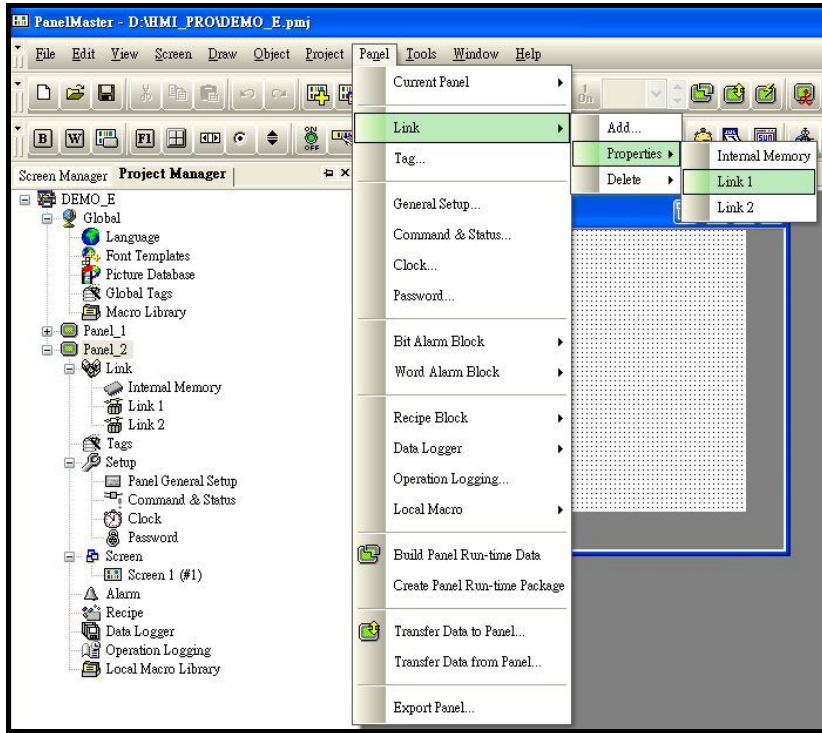 PanelMaster - D:\HMI_PRO\DEMO_E.pmj
File Edit View Screen Draw Object Project Panel Tools Window Help
B W F1 ON OFF
Screen Manager Project Manager
DEMO_E
Global
Language
Font Templates
Picture Database
Global Tags
Macro Library
Panel_1
Panel_2
Link
Internal Memory
Link 1
Link 2
Tags
Setup
Panel General Setup
Command & Status
Clock
Password
Screen
Screen 1 (#1)
Alarm
Recipe
Data Logger
Operation Logging
Local Macro Library
Current Panel
Link
Tag...
General Setup...
Command & Status...
Clock...
Password...
Bit Alarm Block
Word Alarm Block
Recipe Block
Data Logger
Operation Logging...
Local Macro
Build Panel Run-time Data
Create Panel Run-time Package
Transfer Data to Panel...
Transfer Data from Panel...
Export Panel...
Add...
Properties
Delete
Internal Memory
Link 1
Link 2